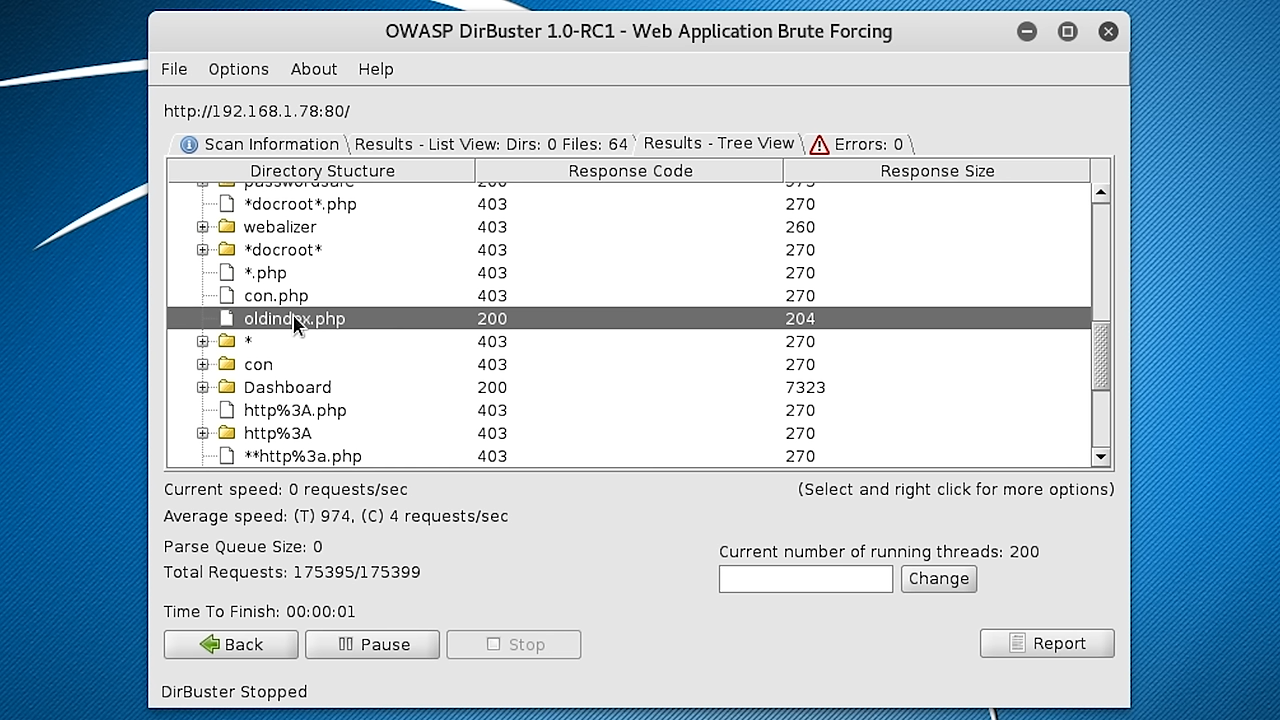 OWASP DirBuster 1.0-RC1 - Web Application Brute Forcing
File Options About Help
http://192.168.1.78:80/
Scan Information Results - List View: Dirs: 0 Files: 64 Results - Tree View Errors: 0
Directory Stucture Response Code Response Size
*docroot*.php 403 270
webalizer 403 260
*docroot* 403 270
*.php 403 270
con.php 403 270
oldindex.php 200 204
* 403 270
con 403 270
Dashboard 200 7323
http%3A.php 403 270
http%3A 403 270
**http%3a.php 403 270
Current speed: 0 requests/sec (Select and right click for more options)
Average speed: (T) 974, (C) 4 requests/sec
Parse Queue Size: 0
Current number of running threads: 200
Total Requests: 175395/175399
Change
Time To Finish: 00:00:01
Back Pause Stop Report
DirBuster Stopped